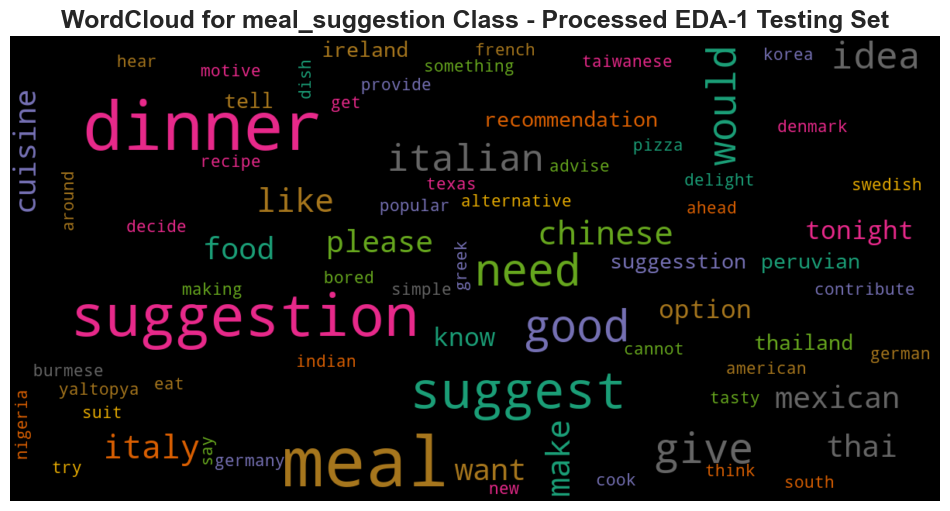 WordCloud for meal_suggestion Class - Processed EDA-1 Testing Set
hear
motive
ireland
french
something
taiwanese
korea
idea
dish
provide
cuisine
tell
get
would
dinner
recommendation
denmark
recipe
italian
advise
pizza
texas
delight
swedish
around
like
popular
alternative
ahead
decide
food
please
chinese
tonight
greek
need
suggesstion
peruvian
bored
making
simple
contribute
suggestion
good
option
know
cannot
thailand
indian
german
burmese
american
yaltopya
eat
suggest
tasty
mexican
nigeria
suit
italy
say
germany
meal
want
make
give
thai
try
new
cook
think
south